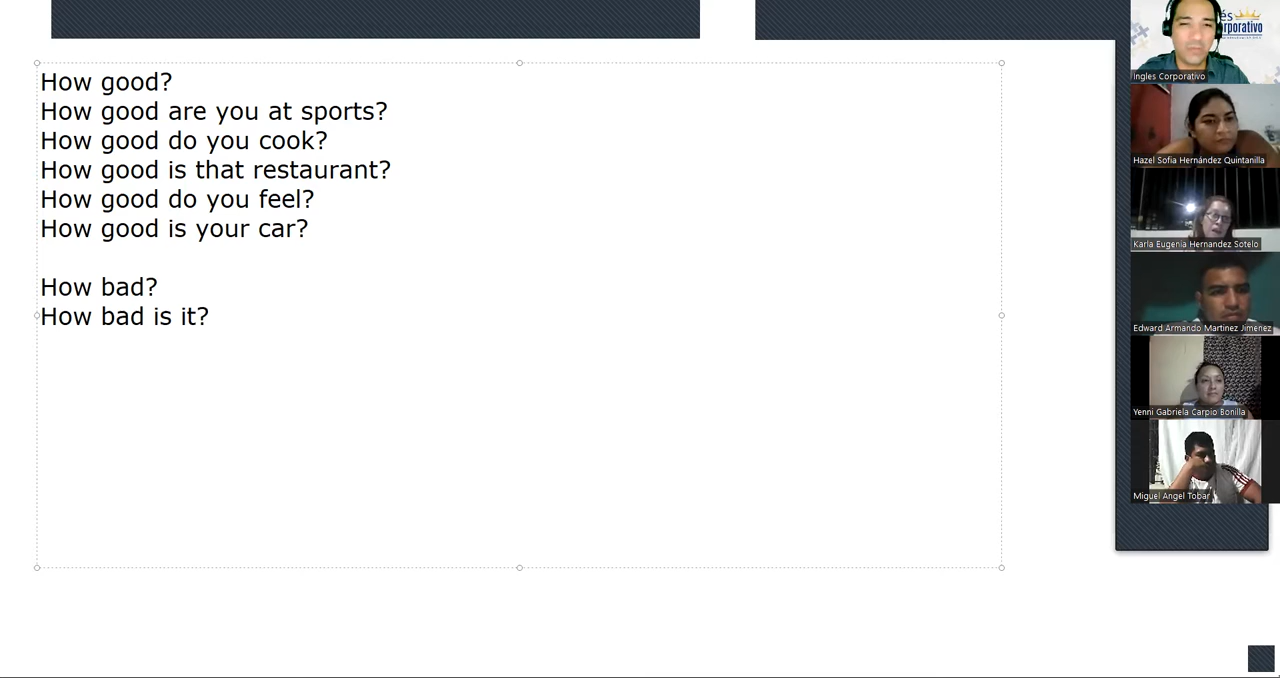 How good?
How good are you at sports?
How good do you cook?
How good is that restaurant?
How good do you feel?
How good is your car?
How bad?
How bad is it?
Ingles Corporativo
Hazel Sofia Hernández Quintanilla
Karla Eugenia Hernandez Sotelo
Edward Armando Martinez Jimenez
Yenni Gabriela Carpio Bonilla
Miguel Angel Tobar